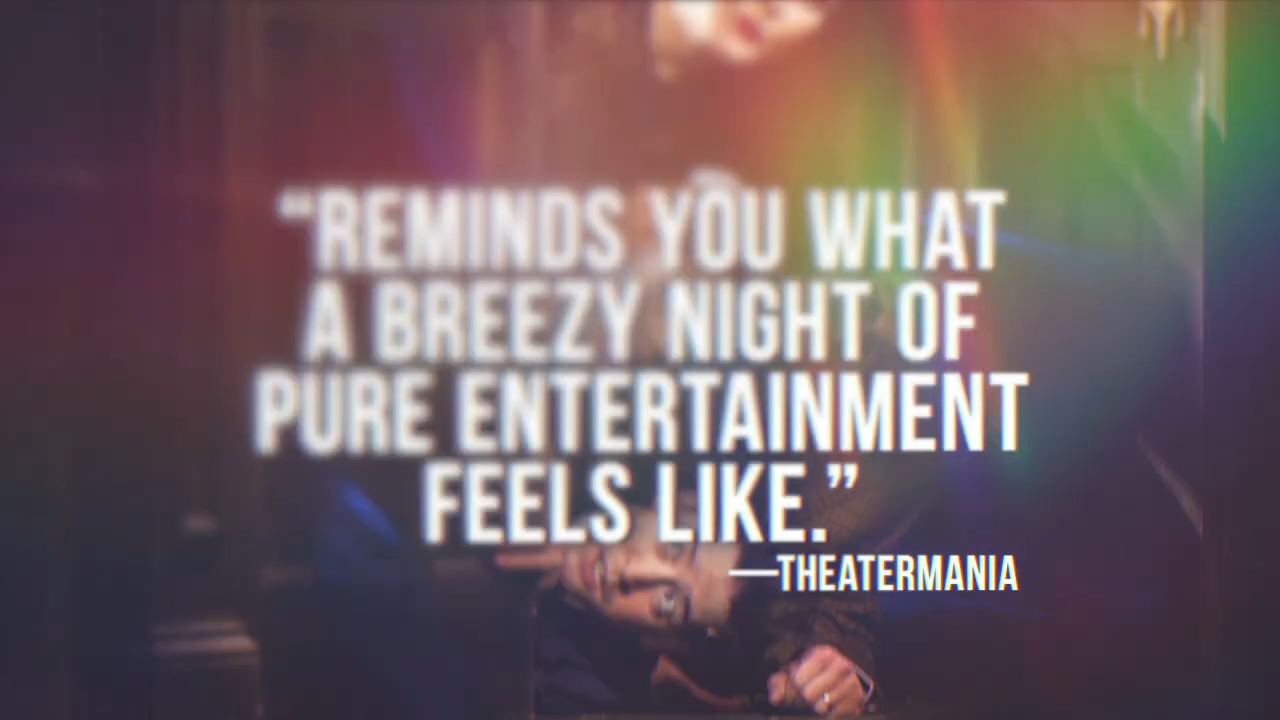 “REMINDS YOU WHAT
A BREEZY NIGHT OF
PURE ENTERTAINMENT
FEELS LIKE.”
—THEATERMANIA